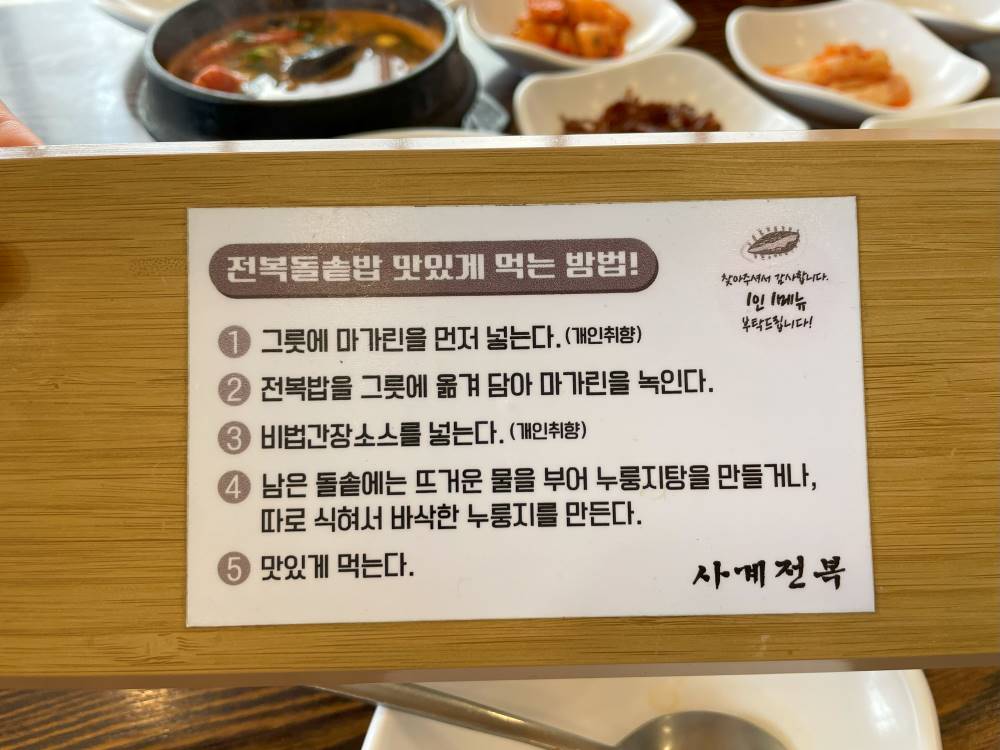 전복돌솥밥 맛있게 먹는 방법!
찾아주셔서 감사합니다.
1인 1메뉴
부탁드립니다!
1 그릇에 마가린을 먼저 넣는다.(개인취향)
2 전복밥을 그릇에 옮겨 담아 마가린을 녹인다.
3 비법간장소스를 넣는다.(개인취향)
4 남은 돌솥에는 뜨거운 물을 부어 누룽지탕을 만들거나,
따로 식혀서 바삭한 누룽지를 만든다.
5 맛있게 먹는다.
사계전복